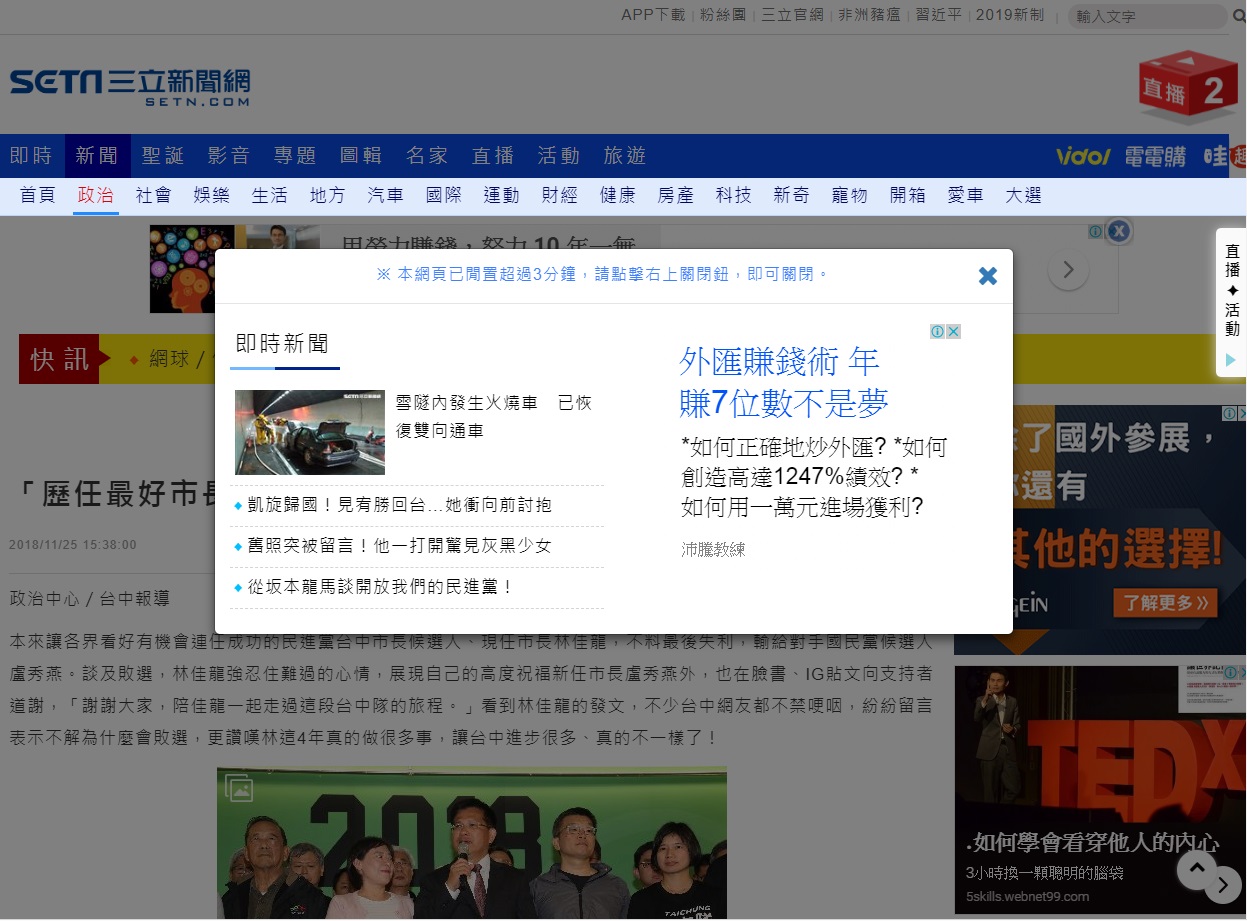 APP下載 | 粉絲團 | 三立官網 | 非洲豬瘟 | 習近平 | 2019新制 | 輸入文字
SETN三立新聞網
SETN.COM
直播 2
即時 新聞 聖誕 影音 專題 圖輯 名家 直播 活動 旅遊
Vidol 電電購 哇
首頁 政治 社會 娛樂 生活 地方 汽車 國際 運動 財經 健康 房產 科技 新奇 寵物 開箱 愛車 大選
用勞力賺錢，努力 10 年一無
直播✦活動
※ 本網頁已閒置超過3分鐘，請點擊右上關閉鈕，即可關閉。
快訊
網球 /
即時新聞
雪隧內發生火燒車　已恢
復雙向通車
凱旋歸國！見宥勝回台...她衝向前討抱
舊照突被留言！他一打開驚見灰黑少女
從坂本龍馬談開放我們的民進黨！
外匯賺錢術 年
賺7位數不是夢
*如何正確地炒外匯? *如何
創造高達1247%績效? *
如何用一萬元進場獲利?
沛騰教練
了國外參展，
還有
其他的選擇!
了解更多》
「歷任最好市長
2018/11/25 15:38:00
政治中心 / 台中報導
本來讓各界看好有機會連任成功的民進黨台中市長候選人、現任市長林佳龍，不料最後失利，輸給對手國民黨候選人
盧秀燕。談及敗選，林佳龍強忍住難過的心情，展現自己的高度祝福新任市長盧秀燕外，也在臉書、IG貼文向支持者
道謝，「謝謝大家，陪佳龍一起走過這段台中隊的旅程。」看到林佳龍的發文，不少台中網友都不禁哽咽，紛紛留言
表示不解為什麼會敗選，更讚嘆林這4年真的做很多事，讓台中進步很多、真的不一樣了！
2018
TAICHUNG
TEDX
.如何學會看穿他人的內心
3小時換一顆聰明的腦袋
5skills.webnet99.com